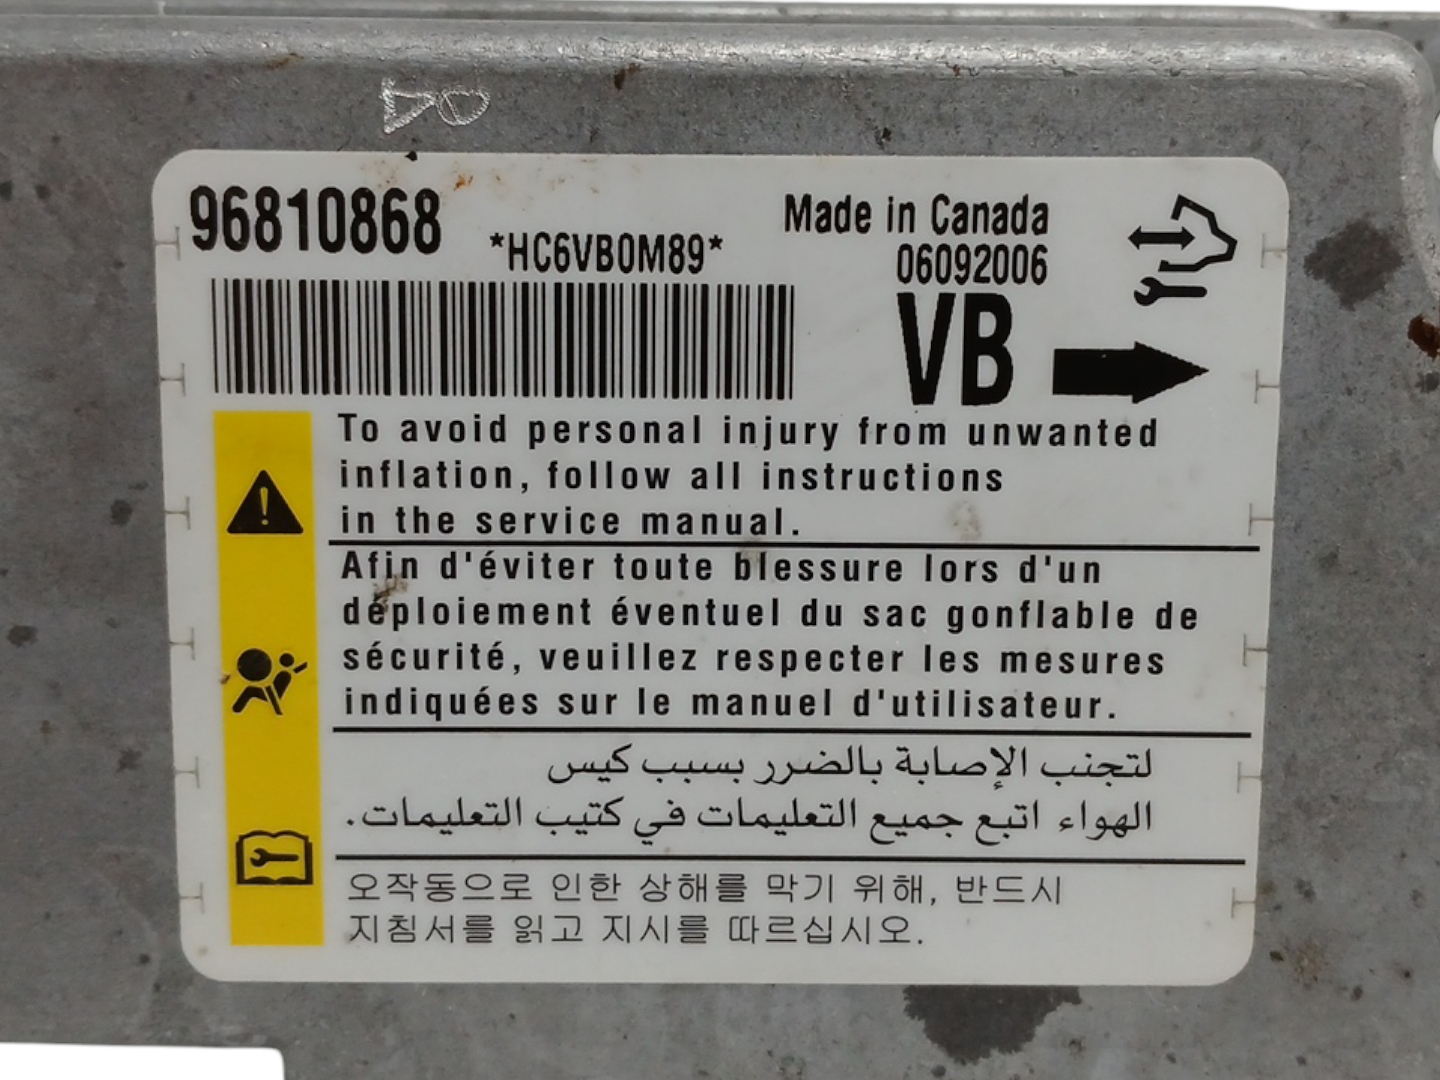 96810868
*HC6VB0M89*
Made in Canada
06092006
VB
To avoid personal injury from unwanted
inflation, follow all instructions
in the service manual.
Afin d'éviter toute blessure lors d'un
déploiement éventuel du sac gonflable de
sécurité, veuillez respecter les mesures
indiquées sur le manuel d'utilisateur.
لتجنب الإصابة بالضرر بسبب كيس
الهواء اتبع جميع التعليمات في كتيب التعليمات.
오작동으로 인한 상해를 막기 위해, 반드시
지침서를 읽고 지시를 따르십시오.